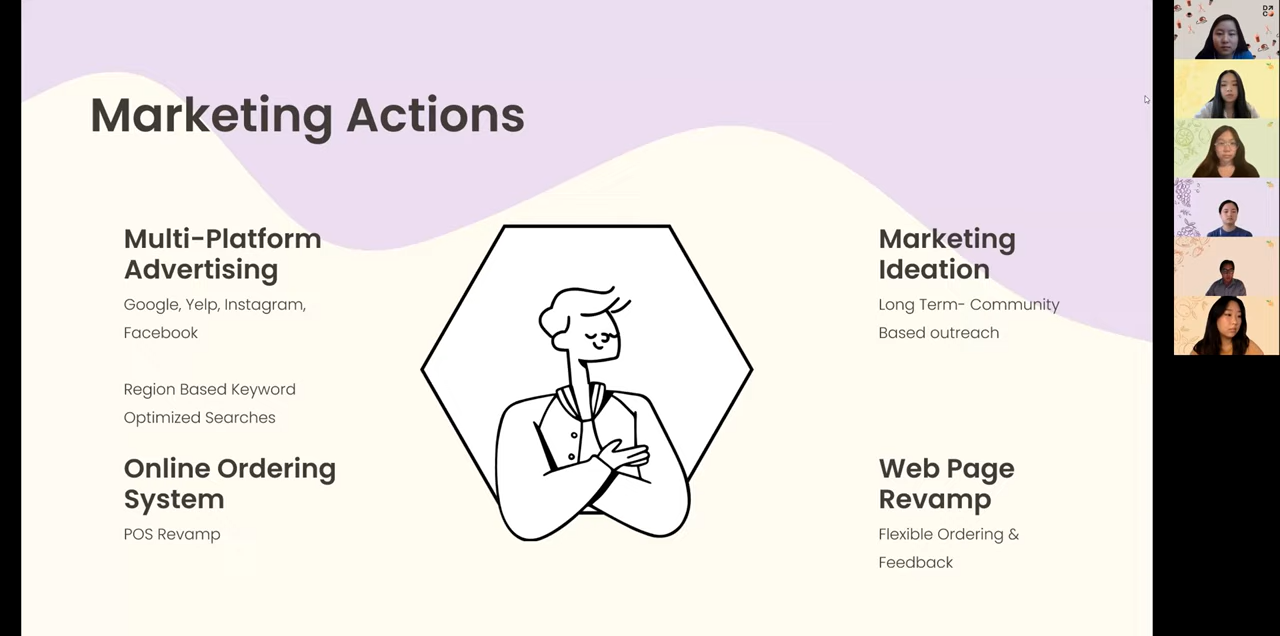 Marketing Actions
Multi-Platform
Advertising
Google, Yelp, Instagram,
Facebook
Region Based Keyword
Optimized Searches
Online Ordering
System
POS Revamp
Marketing
Ideation
Long Term- Community
Based outreach
Web Page
Revamp
Flexible Ordering &
Feedback